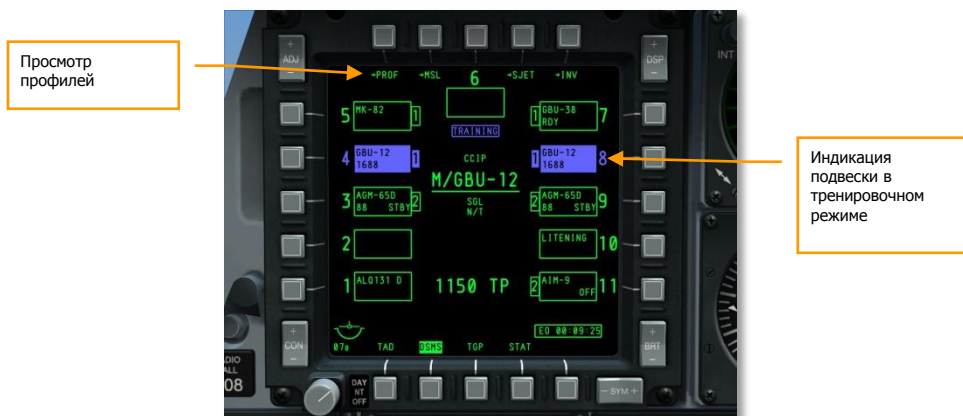 Просмотр
профилей
ADJ
DSP
INT
→PROF →MSL 6 →SJET →INV
5 MK-82 1
1 GBU-38 7
RDY
TRAINING
4 GBU-12 1
1688
CCIP
1 GBU-12 8
1688
M/GBU-12
3 AGM-65D 2
88 STBY
SGL
N/T
2 AGM-65D 9
88 STBY
2
LITENING 10
1 ALQ131 D
1150 TP
2 AIM-9 11
OFF
EO 00:09:25
TAD DSMS TGP STAT
CON
BRT
DAY
NT
OFF
- SYM +
08
Индикация
подвески в
тренировочном
режиме